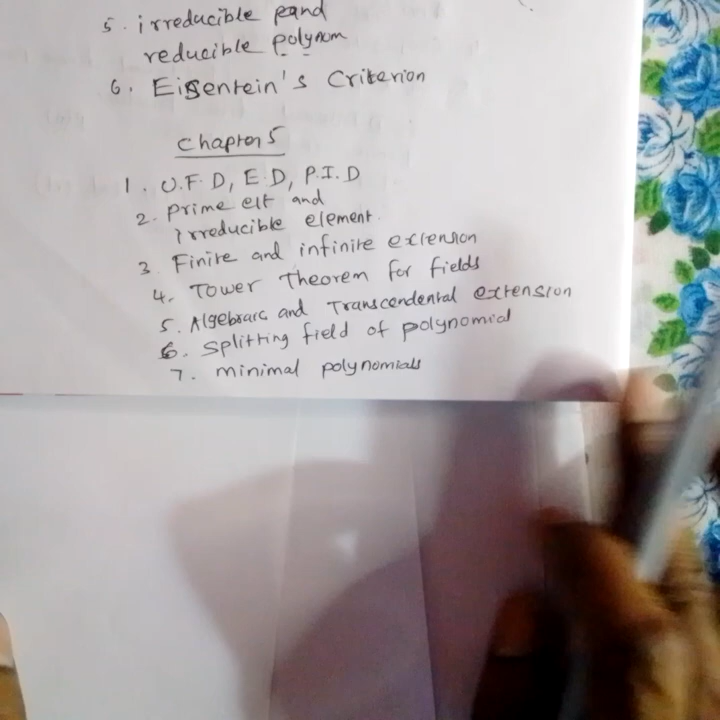 5. irreducible and
reducible polynom
6. Eisentein's Criterion
Chapter 5
1. U.F.D, E.D, P.I.D
2. Prime elt and
irreducible element.
3. Finite and infinite extension
4. Tower Theorem for fields
5. Algebraic and Transcendental extension
6. Splitting field of polynomial
7. minimal polynomials